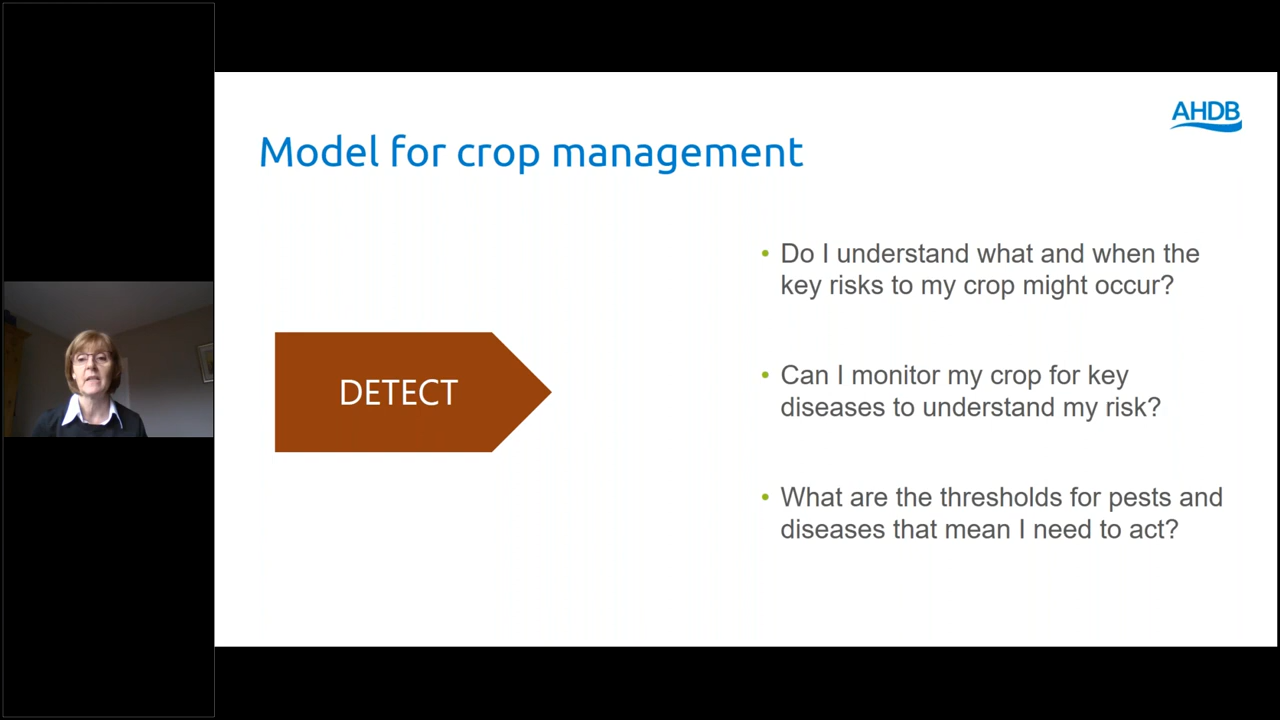 AHDB
Model for crop management
DETECT
• Do I understand what and when the
key risks to my crop might occur?
• Can I monitor my crop for key
diseases to understand my risk?
• What are the thresholds for pests and
diseases that mean I need to act?